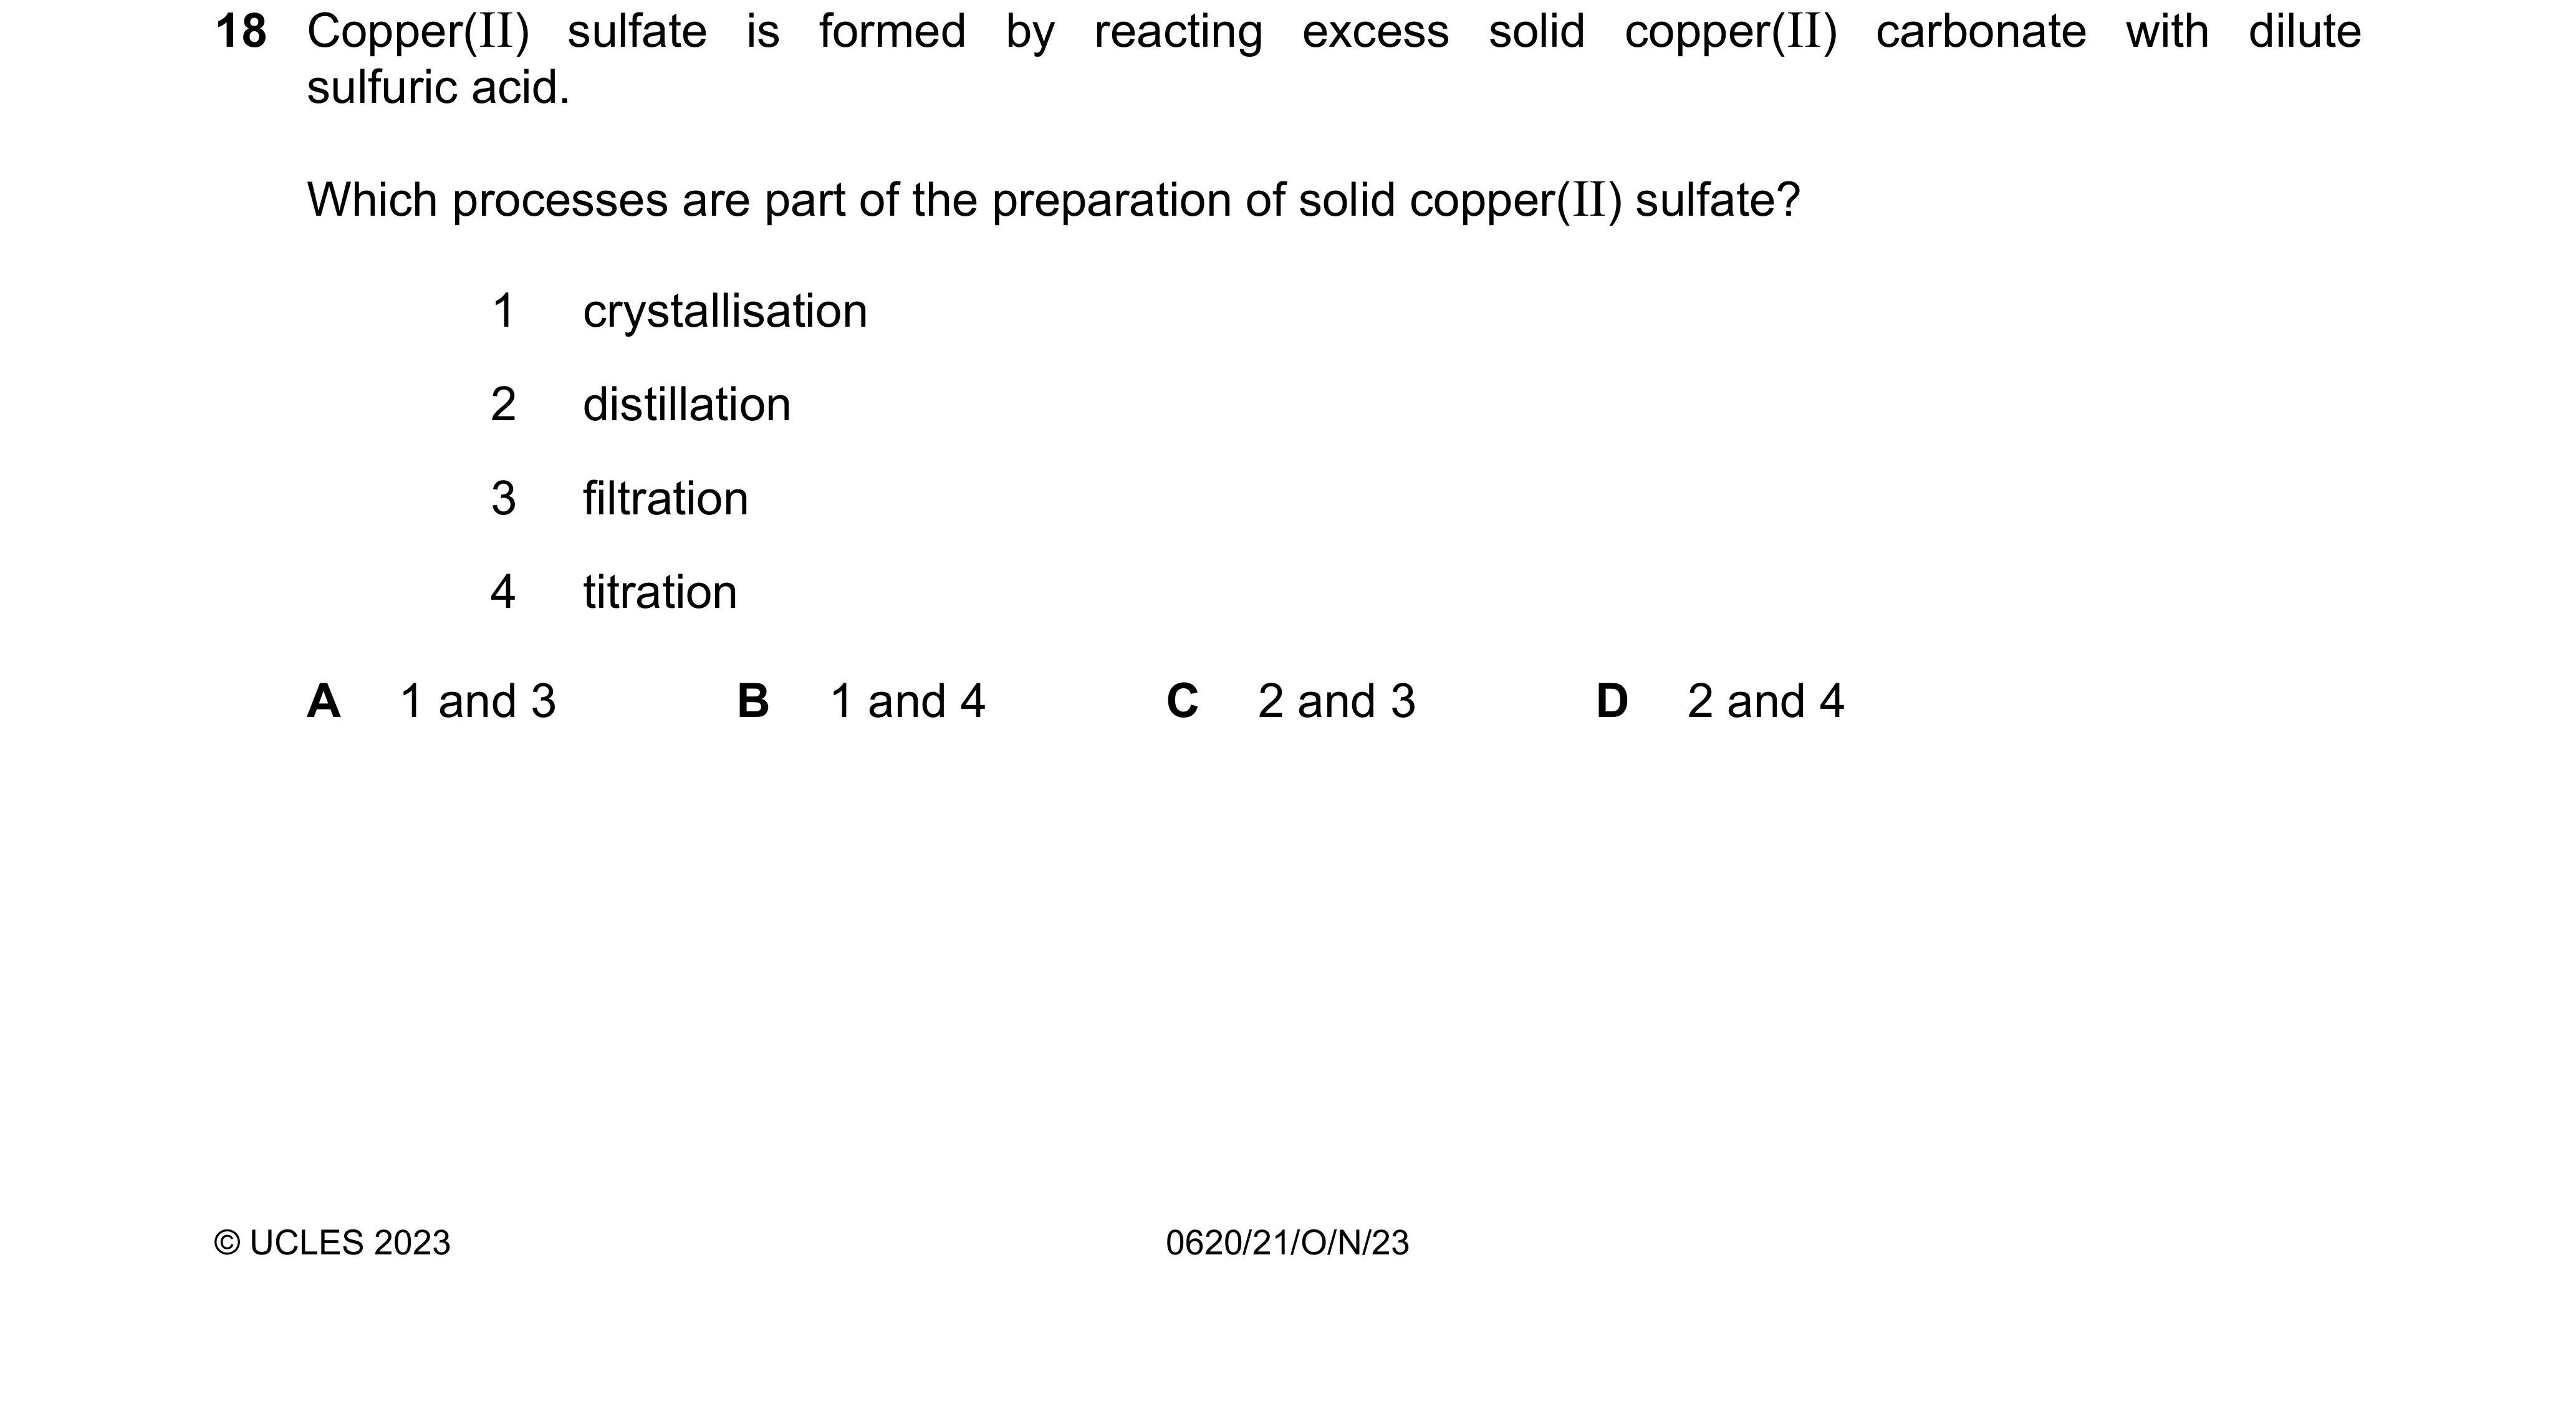 18 Copper(II) sulfate is formed by reacting excess solid copper(II) carbonate with dilute
sulfuric acid.
Which processes are part of the preparation of solid copper(II) sulfate?
1 crystallisation
2 distillation
3 filtration
4 titration
A 1 and 3 B 1 and 4 C 2 and 3 D 2 and 4
© UCLES 2023 0620/21/O/N/23